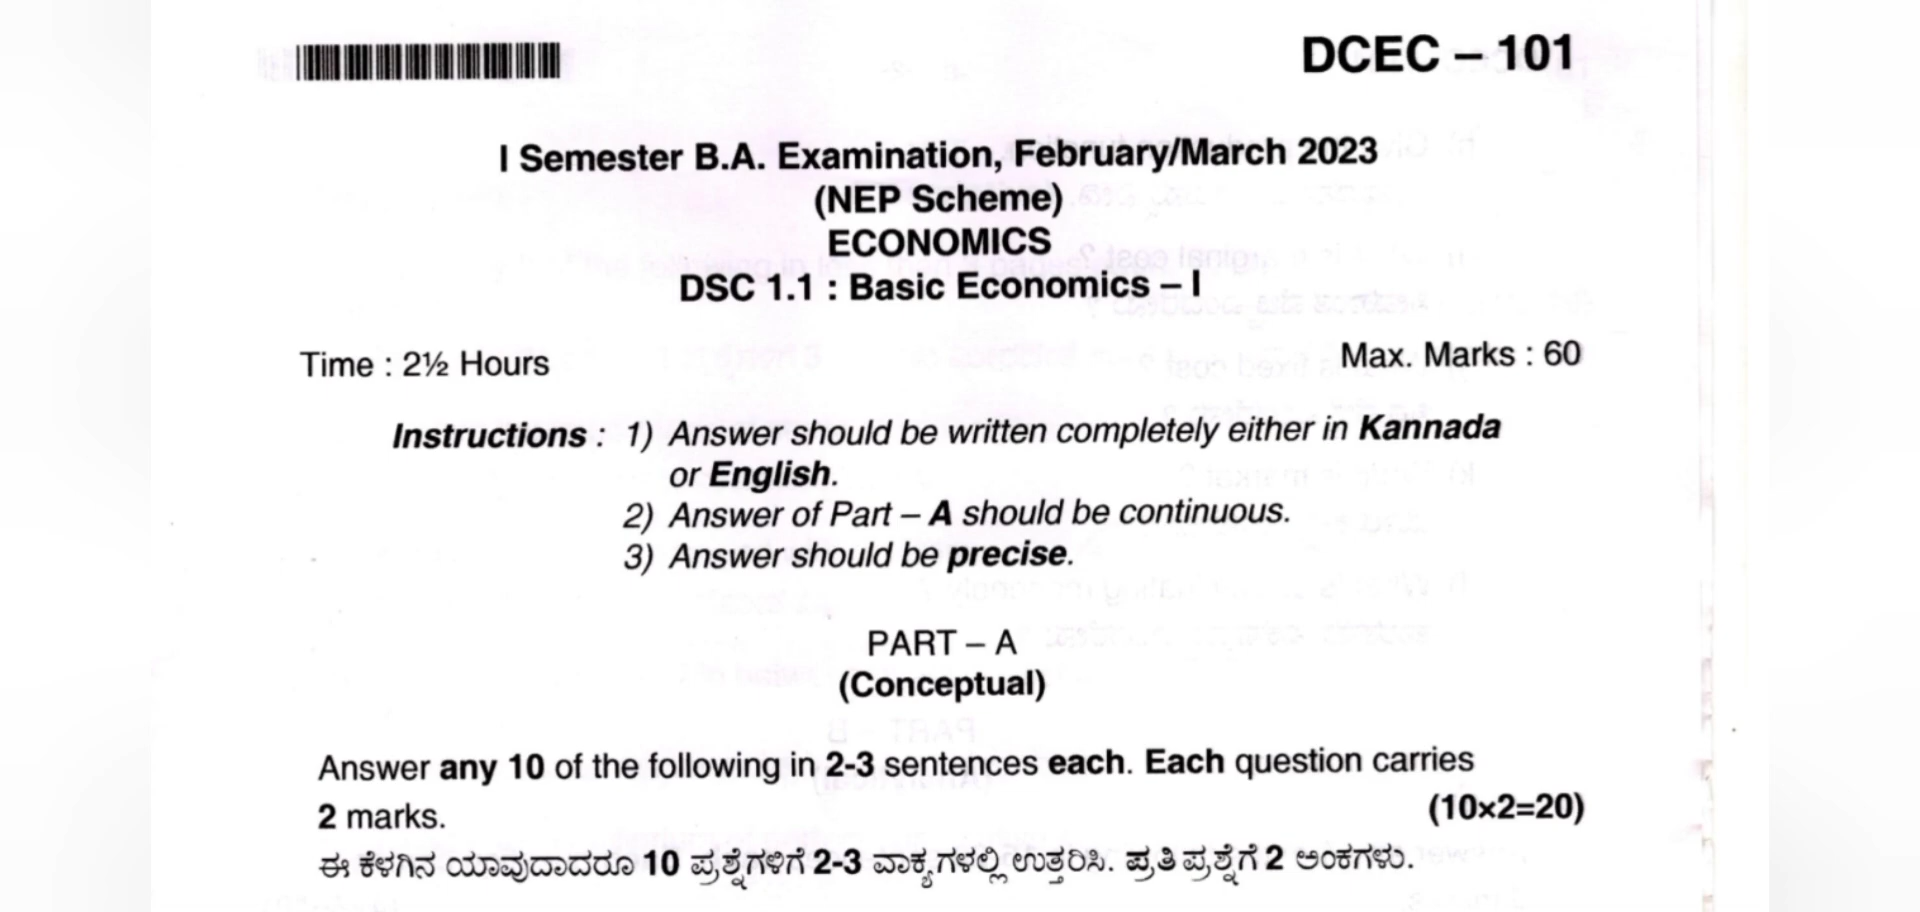 DCEC – 101
I Semester B.A. Examination, February/March 2023
(NEP Scheme)
ECONOMICS
DSC 1.1 : Basic Economics – I
Time : 2½ Hours
Max. Marks : 60
Instructions : 1) Answer should be written completely either in Kannada
or English.
2) Answer of Part – A should be continuous.
3) Answer should be precise.
PART – A
(Conceptual)
Answer any 10 of the following in 2-3 sentences each. Each question carries
2 marks.
(10×2=20)
ಈ ಕೆಳಗಿನ ಯಾವುದಾದರೂ 10 ಪ್ರಶ್ನೆಗಳಿಗೆ 2-3 ವಾಕ್ಯಗಳಲ್ಲಿ ಉತ್ತರಿಸಿ. ಪ್ರತಿ ಪ್ರಶ್ನೆಗೆ 2 ಅಂಕಗಳು.